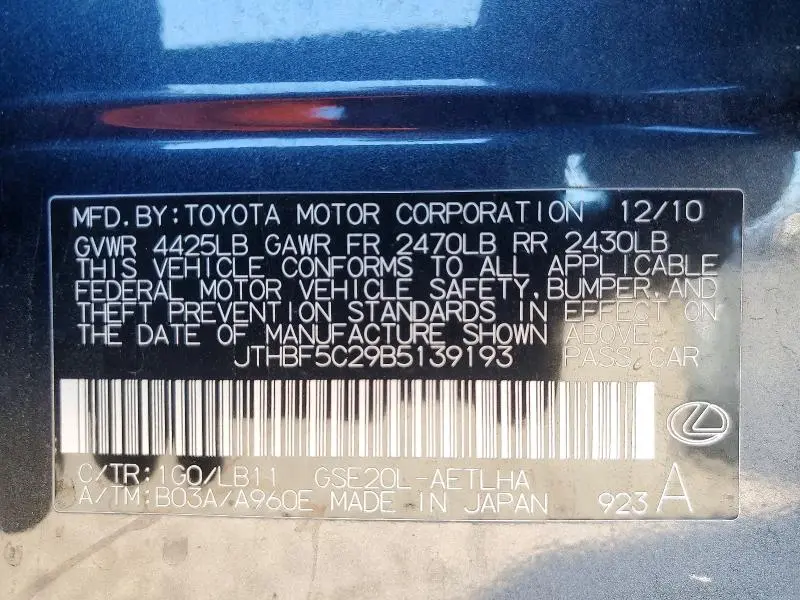 MFD.BY:TOYOTA MOTOR CORPORATION 12/10
GVWR 4425LB GAWR FR 2470LB RR 2430LB
THIS VEHICLE CONFORMS TO ALL APPLICABLE
FEDERAL MOTOR VEHICLE SAFETY,BUMPER,AND
THEFT PREVENTION STANDARDS IN EFFECT ON
THE DATE OF MANUFACTURE SHOWN ABOVE.
JTHBF5C29B5139193 PASS.CAR
C/TR:1G0/LB11 GSE20L-AETLHA
A/TM:B03A/A960E MADE IN JAPAN 923 A